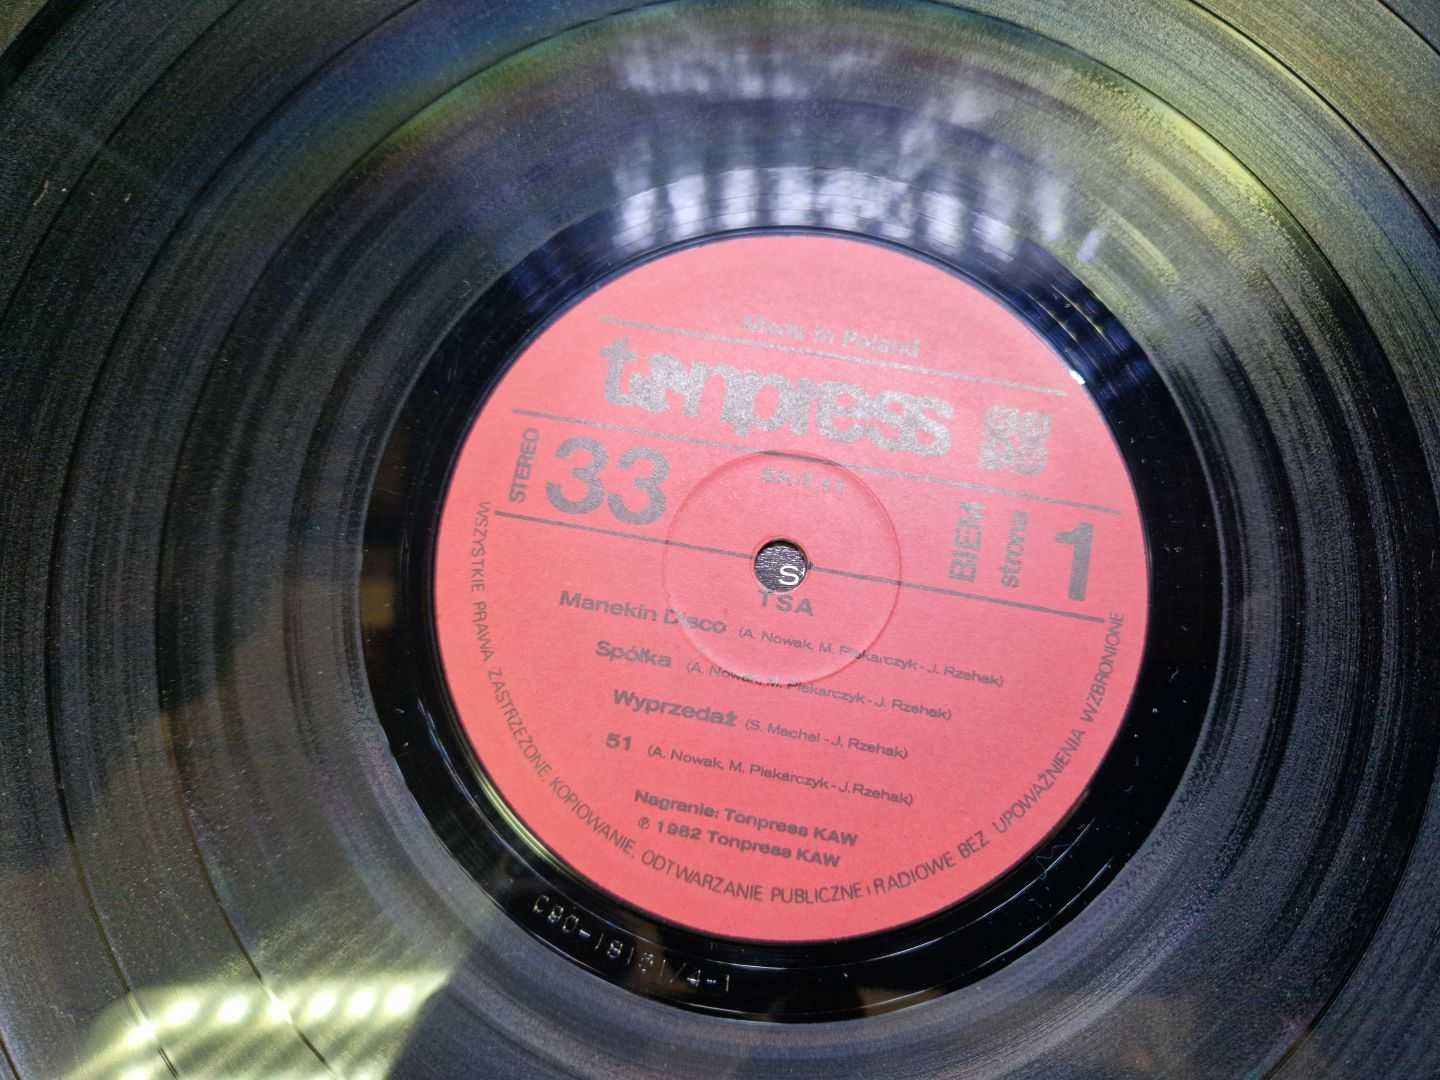 Made in Poland
tonpress
STEREO
33
SX-T 11
BIEM
strona
1
S
TSA
Manekin Disco (A. Nowak, M. Piekarczyk - J. Rzehak)
Spółka (A. Nowak, M. Piekarczyk - J. Rzehak)
Wyprzedaż (S. Machel - J. Rzehak)
51 (A. Nowak, M. Piekarczyk - J. Rzehak)
Nagranie: Tonpress KAW
℗ 1982 Tonpress KAW
WSZYSTKIE PRAWA ZASTRZEŻONE. KOPIOWANIE, ODTWARZANIE PUBLICZNE i RADIOWE BEZ UPOWAŻNIENIA WZBRONIONE